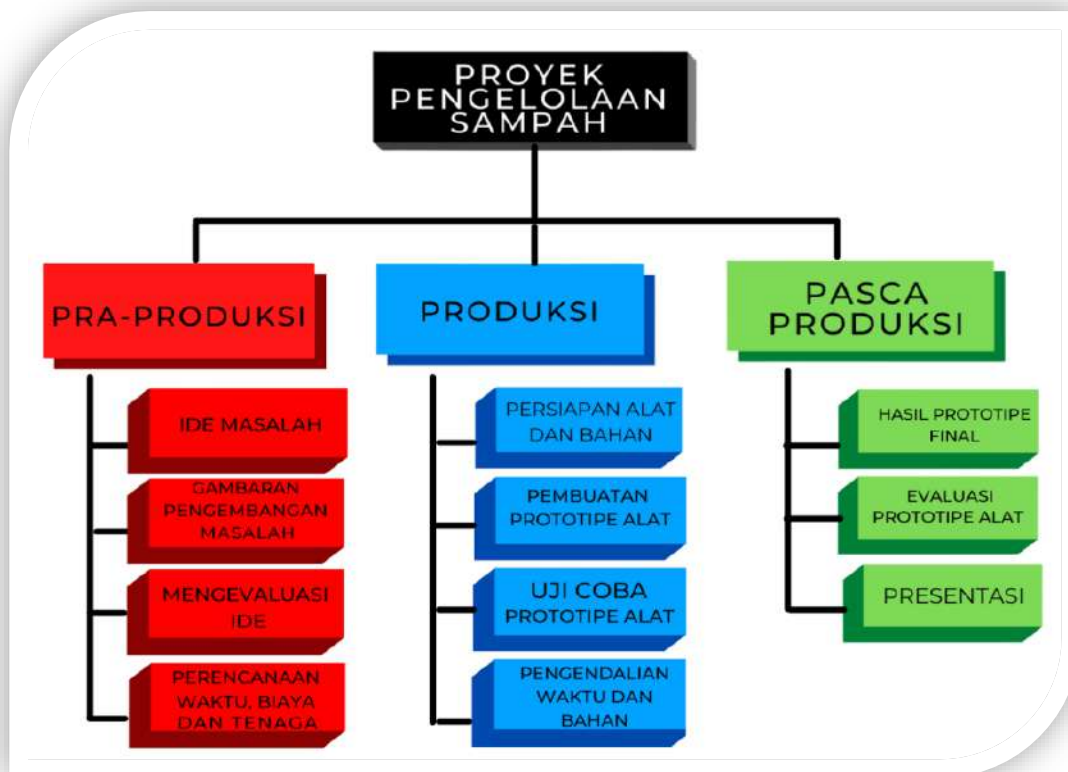 PROYEK
PENGELOLAAN
SAMPAH
PRA-PRODUKSI
IDE MASALAH
GAMBARAN
PENGEMBANGAN
MASALAH
MENGEVALUASI
IDE
PERENCANAAN
WAKTU, BIAYA
DAN TENAGA
PRODUKSI
PERSIAPAN ALAT
DAN BAHAN
PEMBUATAN
PROTOTIPE ALAT
UJI COBA
PROTOTIPE ALAT
PENGENDALIAN
WAKTU DAN
BAHAN
PASCA
PRODUKSI
HASIL PROTOTIPE
FINAL
EVALUASI
PROTOTIPE ALAT
PRESENTASI